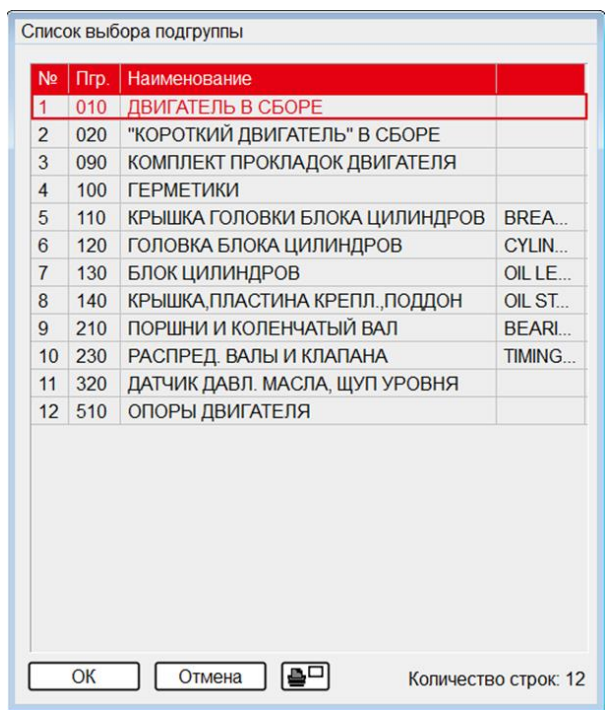 Список выбора подгруппы
№ Пгр. Наименование
1 010 ДВИГАТЕЛЬ В СБОРЕ
2 020 "КОРОТКИЙ ДВИГАТЕЛЬ" В СБОРЕ
3 090 КОМПЛЕКТ ПРОКЛАДОК ДВИГАТЕЛЯ
4 100 ГЕРМЕТИКИ
5 110 КРЫШКА ГОЛОВКИ БЛОКА ЦИЛИНДРОВ BREA...
6 120 ГОЛОВКА БЛОКА ЦИЛИНДРОВ CYLIN...
7 130 БЛОК ЦИЛИНДРОВ OIL LE...
8 140 КРЫШКА,ПЛАСТИНА КРЕПЛ.,ПОДДОН OIL ST...
9 210 ПОРШНИ И КОЛЕНЧАТЫЙ ВАЛ BEARI...
10 230 РАСПРЕД. ВАЛЫ И КЛАПАНА TIMING...
11 320 ДАТЧИК ДАВЛ. МАСЛА, ЩУП УРОВНЯ
12 510 ОПОРЫ ДВИГАТЕЛЯ
ОК Отмена Количество строк: 12